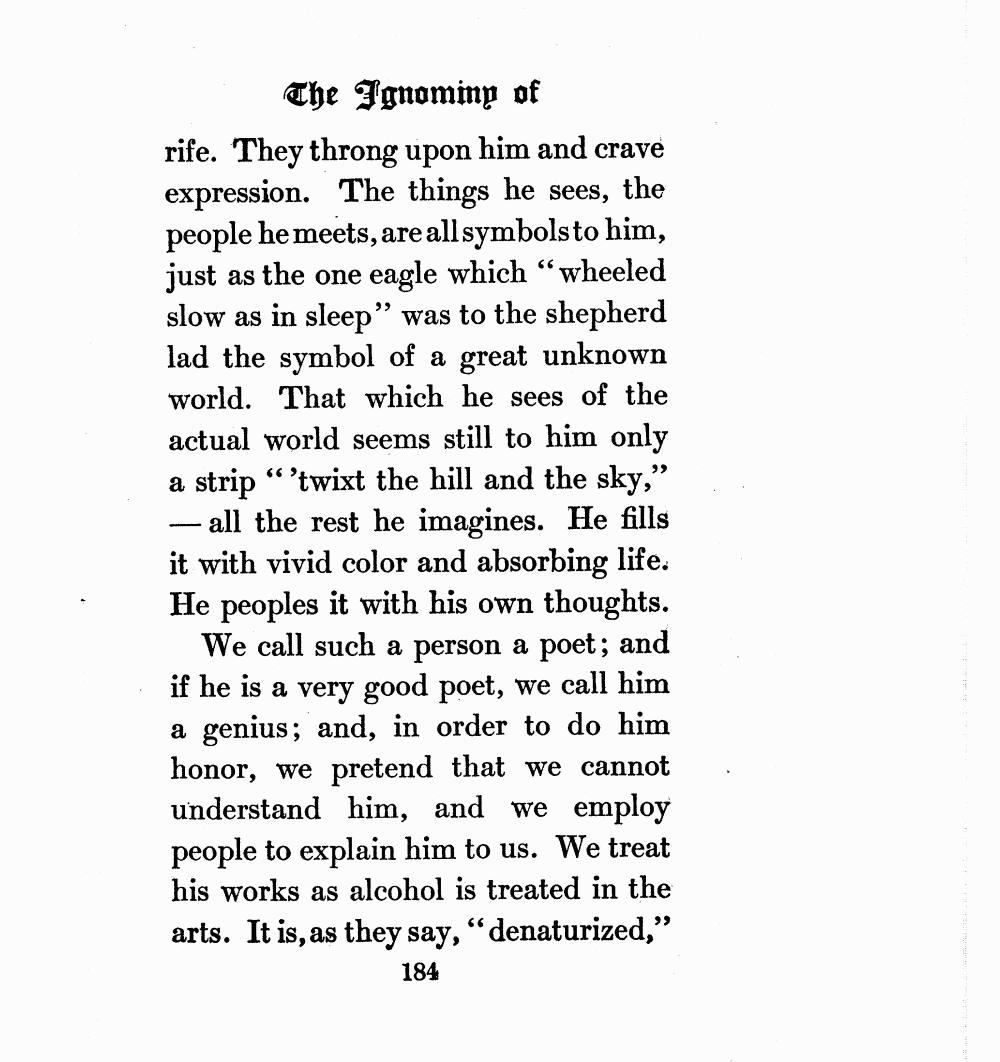 The Ignominy of
rife. They throng upon him and crave
expression. The things he sees, the
people he meets, are all symbols to him,
just as the one eagle which “wheeled
slow as in sleep” was to the shepherd
lad the symbol of a great unknown
world. That which he sees of the
actual world seems still to him only
a strip “ ’twixt the hill and the sky,”
— all the rest he imagines. He fills
it with vivid color and absorbing life.
He peoples it with his own thoughts.
We call such a person a poet; and
if he is a very good poet, we call him
a genius; and, in order to do him
honor, we pretend that we cannot
understand him, and we employ
people to explain him to us. We treat
his works as alcohol is treated in the
arts. It is, as they say, “denaturized,”
184